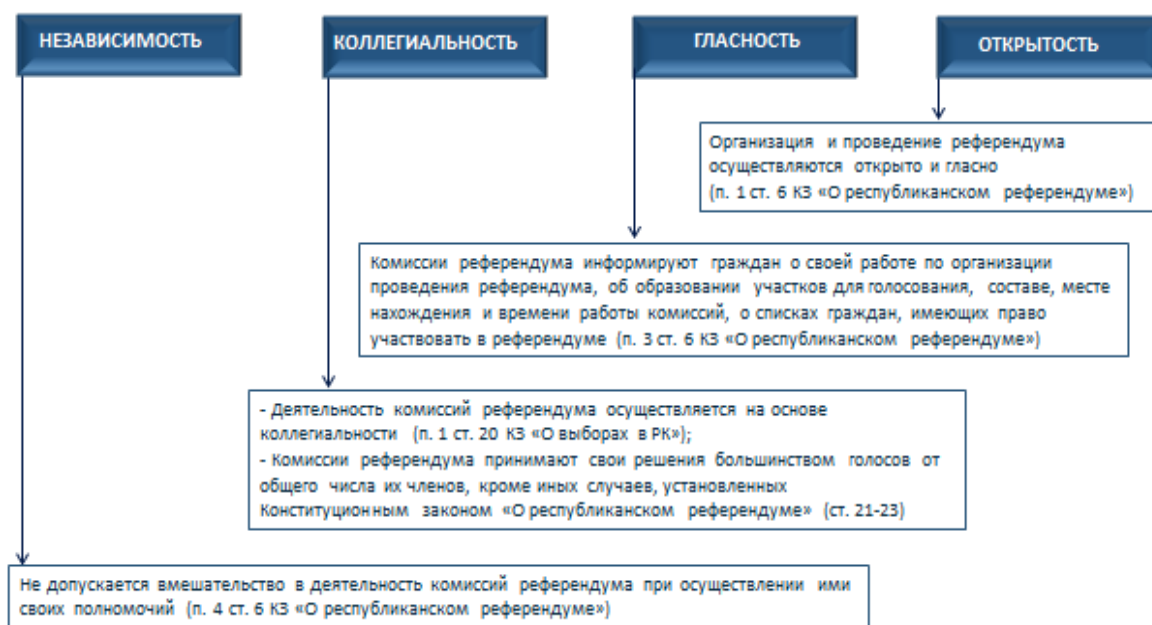 НЕЗАВИСИМОСТЬ
КОЛЛЕГИАЛЬНОСТЬ
ГЛАСНОСТЬ
ОТКРЫТОСТЬ
Организация и проведение референдума
осуществляются открыто и гласно
(п. 1 ст. 6 КЗ «О республиканском референдуме»)
Комиссии референдума информируют граждан о своей работе по организации
проведения референдума, об образовании участков для голосования, составе, месте
нахождения и времени работы комиссий, о списках граждан, имеющих право
участвовать в референдуме (п. 3 ст. 6 КЗ «О республиканском референдуме»)
- Деятельность комиссий референдума осуществляется на основе
коллегиальности (п. 1 ст. 20 КЗ «О выборах в РК»);
- Комиссии референдума принимают свои решения большинством голосов от
общего числа их членов, кроме иных случаев, установленных
Конституционным законом «О республиканском референдуме» (ст. 21-23)
Не допускается вмешательство в деятельность комиссий референдума при осуществлении ими
своих полномочий (п. 4 ст. 6 КЗ «О республиканском референдуме»)